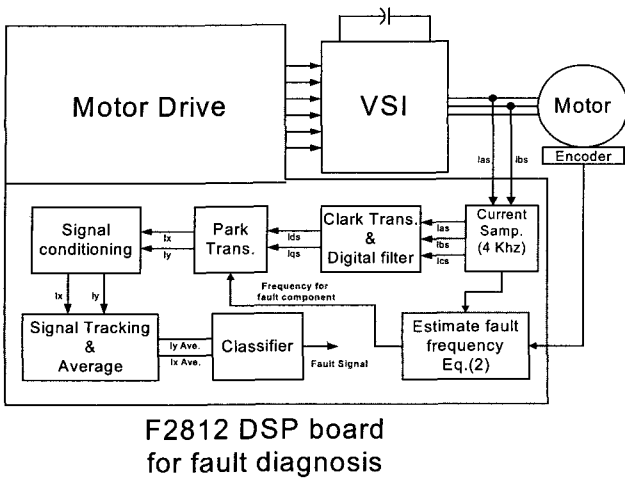 Motor Drive
VSI
Motor
Encoder
Ias
Ibs
Signal
conditioning
Ix
Iy
Park
Trans.
Ids
Iqs
Clark Trans.
&
Digital filter
Ias
Ibs
Ics
Current
Samp.
(4 Khz)
Ix
Iy
Frequency for
fault component
Signal Tracking
&
Average
Iy Ave.
Ix Ave.
Classifier
Fault Signal
Estimate fault
frequency
Eq.(2)
F2812 DSP board
for fault diagnosis